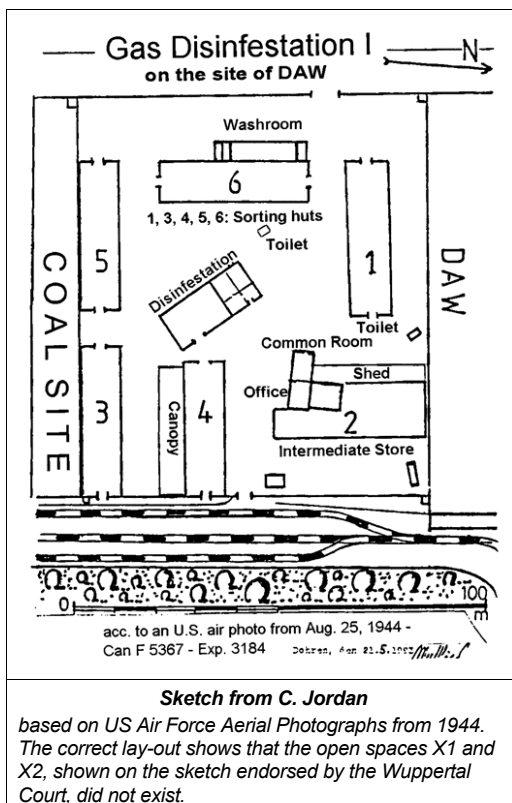 Gas Disinfestation I
N
on the site of DAW
Washroom
6
1, 3, 4, 5, 6: Sorting huts
Toilet
5
1
Disinfestation
COAL SITE
DAW
Toilet
Common Room
Shed
Office
3
Canopy
4
2
Intermediate Store
0
100
m
acc. to an U.S. air photo from Aug. 25, 1944 -
Can F 5367 - Exp. 3184
Sketch from C. Jordan
based on US Air Force Aerial Photographs from 1944.
The correct lay-out shows that the open spaces X1 and
X2, shown on the sketch endorsed by the Wuppertal
Court, did not exist.